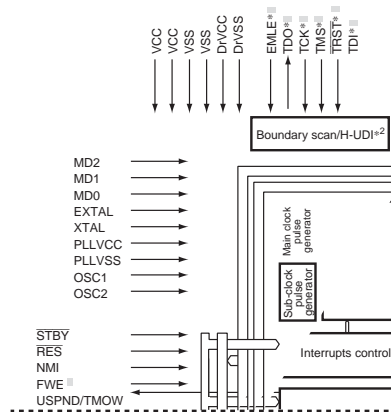 VCC
VCC
VSS
VSS
DrVCC
DrVSS
EMLE*
TDO*
TCK*
TMS*
TRST*
TDI*
Boundary scan/H-UDI*2
MD2
MD1
MD0
EXTAL
XTAL
PLLVCC
PLLVSS
OSC1
OSC2
Main clock
pulse
generator
Sub-clock
pulse
generator
STBY
RES
NMI
FWE
USPND/TMOW
Interrupts control